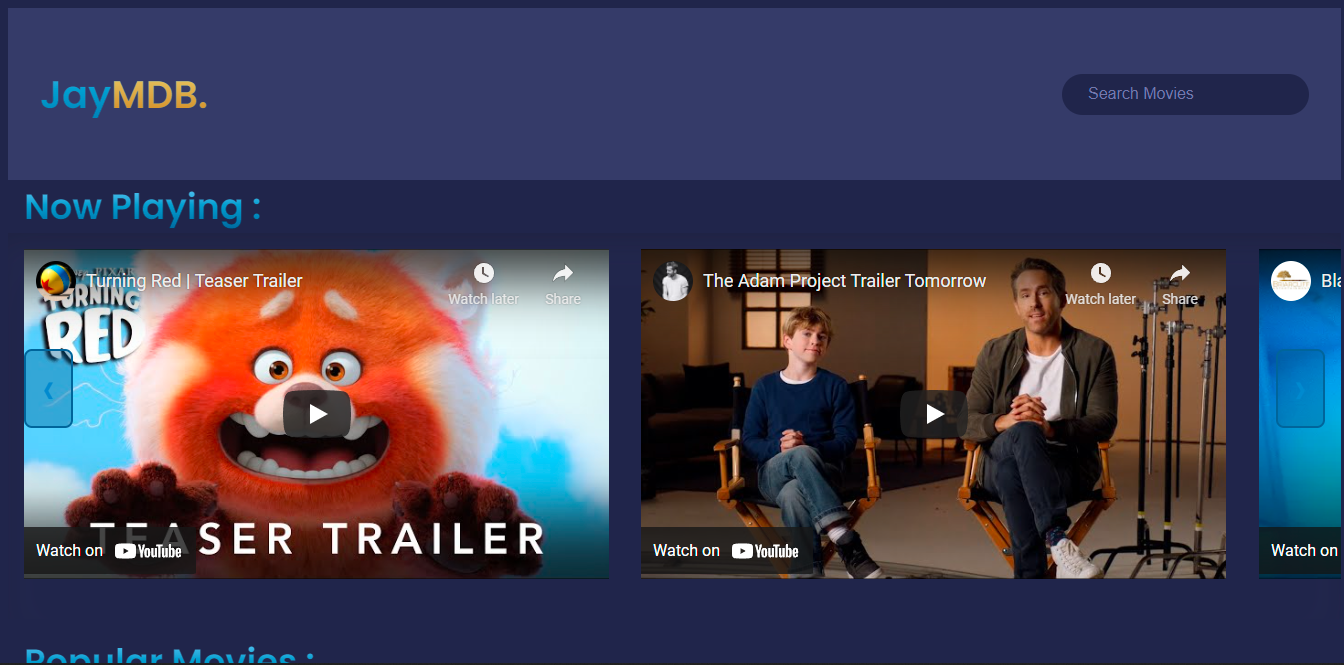 JayMDB.
Search Movies
Now Playing :
Turning Red | Teaser Trailer
Watch later
Share
PIXAR
TURNING
RED
TEASER TRAILER
Watch on YouTube
The Adam Project Trailer Tomorrow
Watch later
Share
Watch on YouTube
Bla
Watch on
Popular Movies :